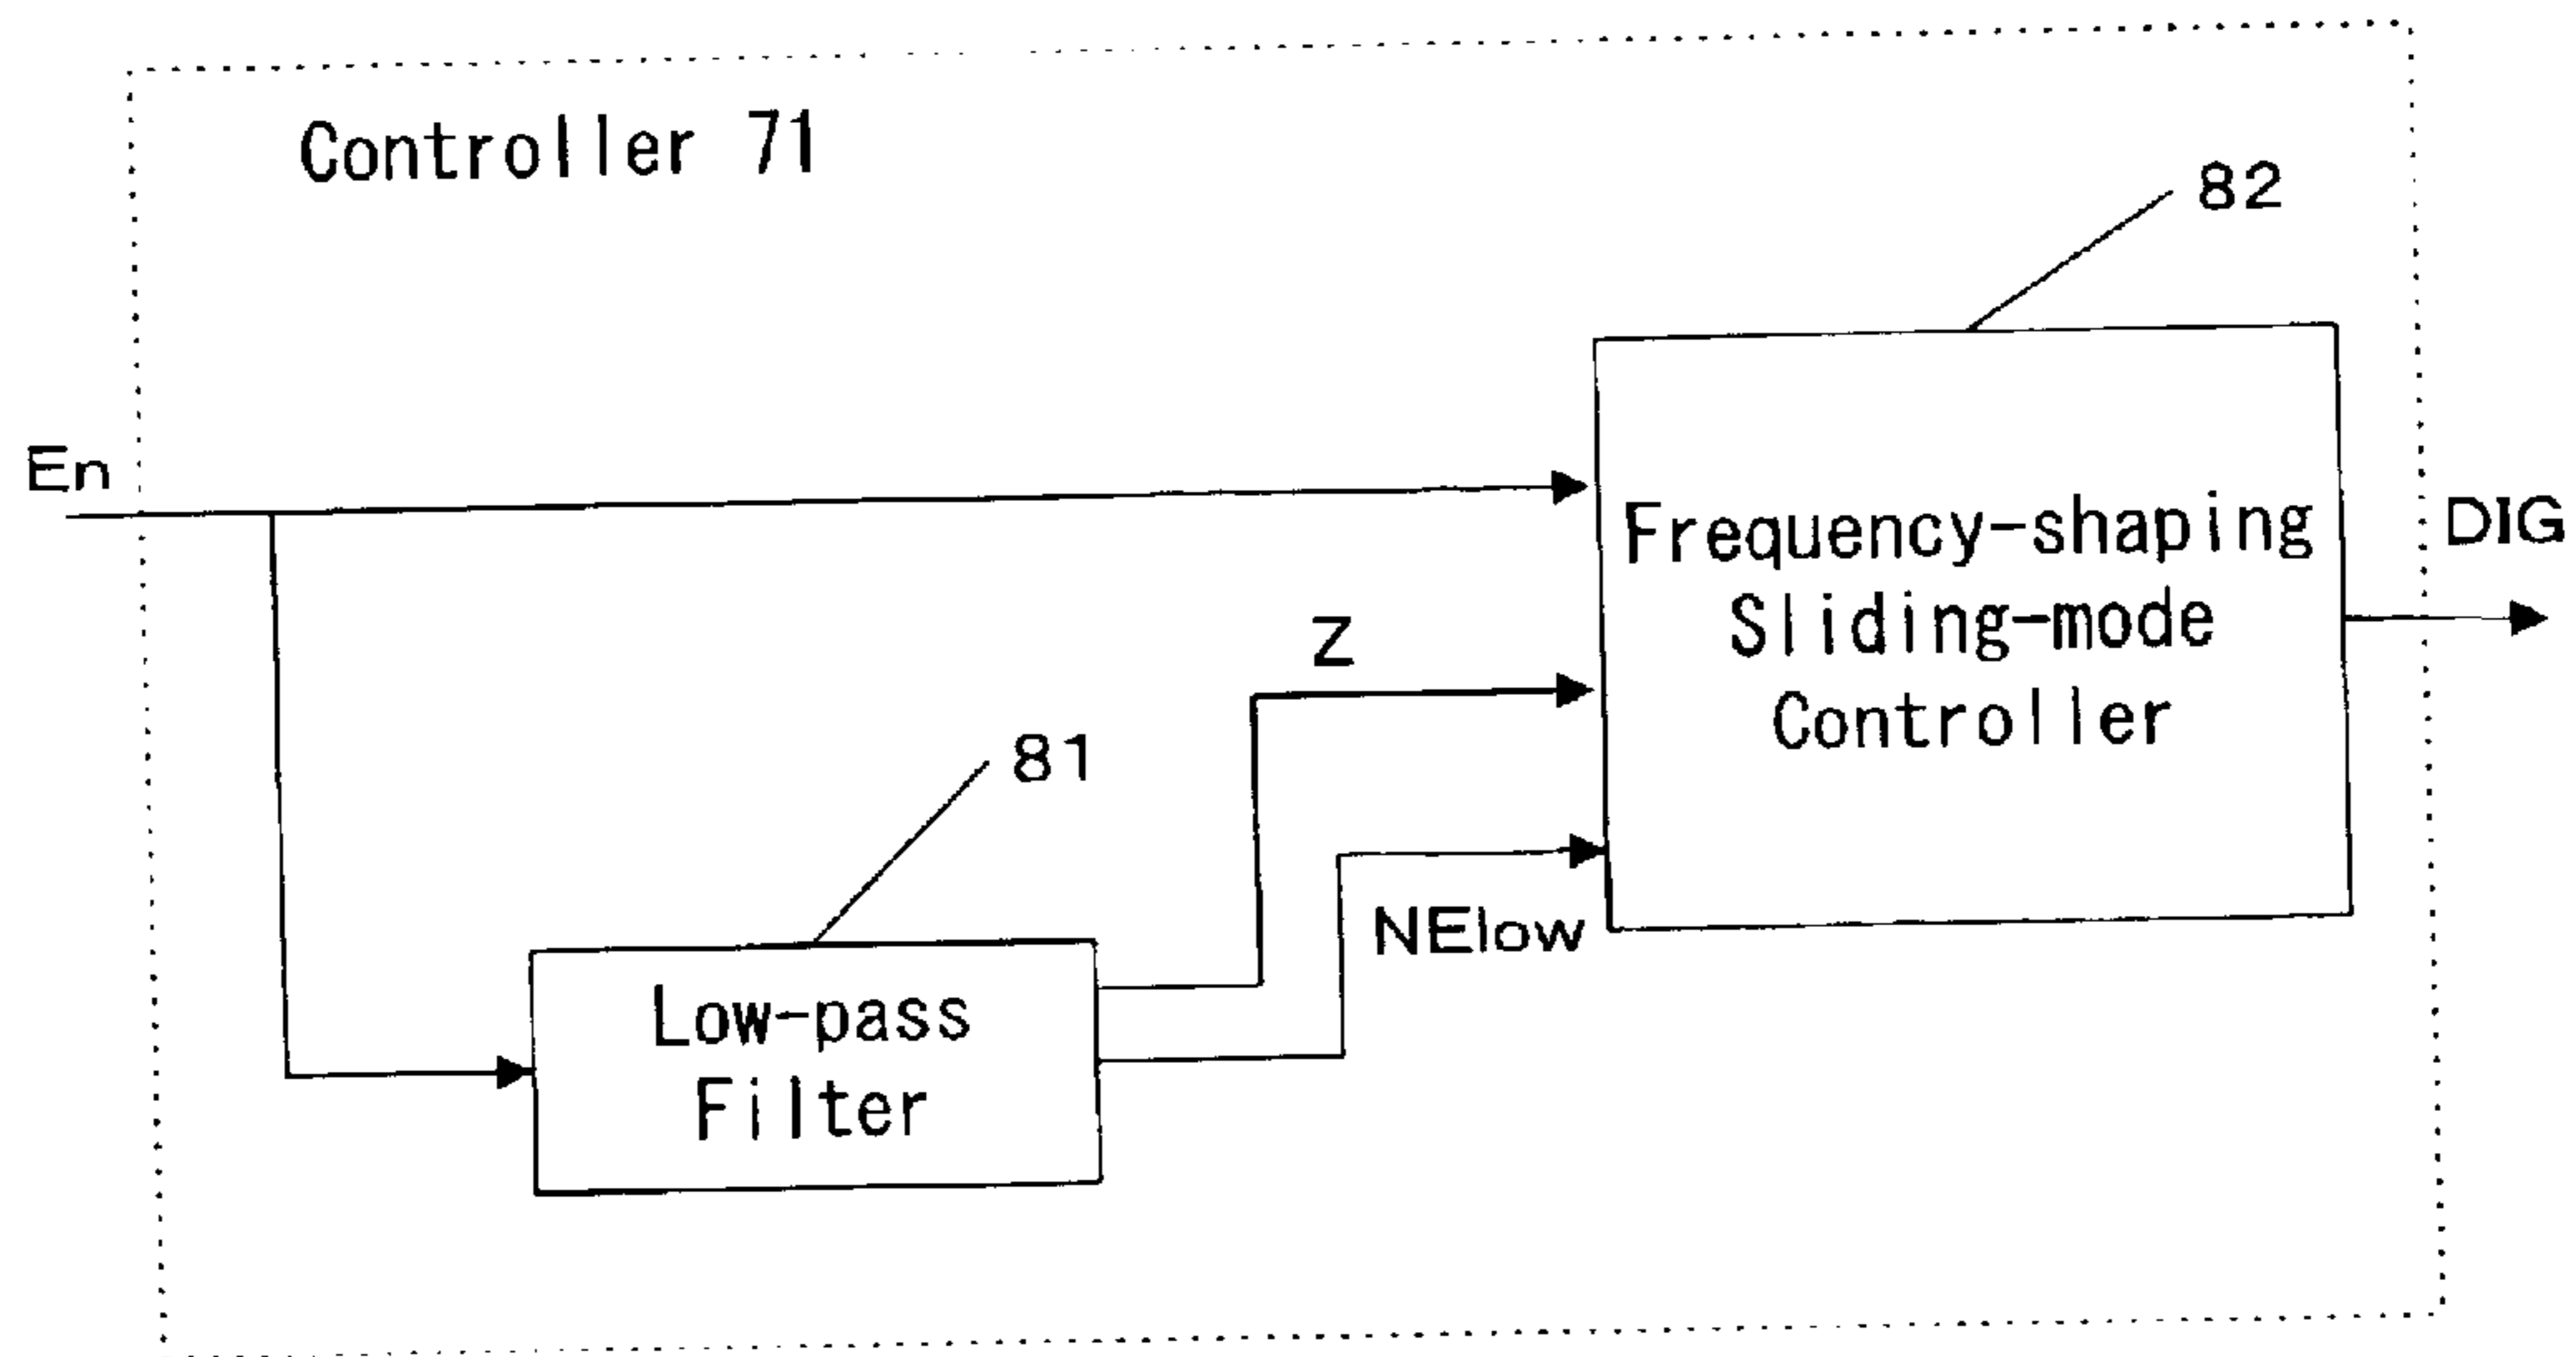 Controller 71
82
En
Frequency-shaping
Sliding-mode
Controller
DIG
Z
81
NElow
Low-pass
Filter